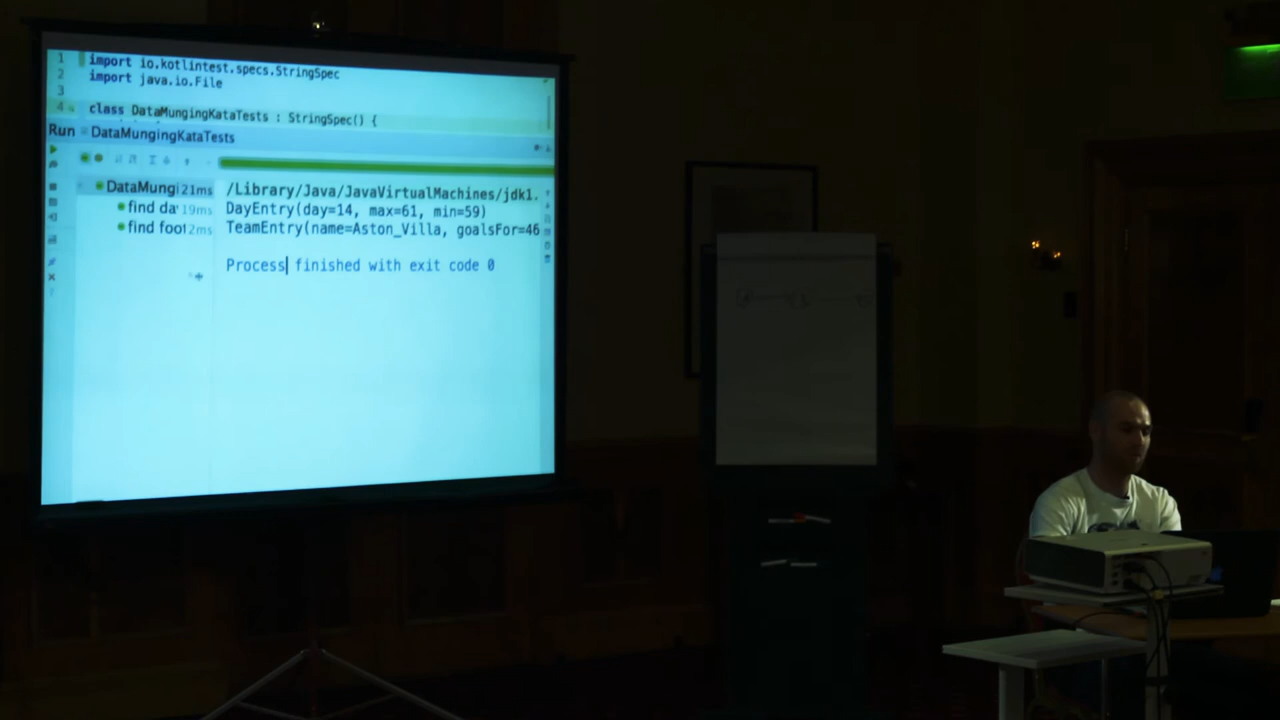 1 import io.kotlintest.specs.StringSpec
2 import java.io.File
3
4 class DataMungingKataTests : StringSpec() {
Run DataMungingKataTests
DataMungi 21ms
find da 19ms
find foot 2ms
/Library/Java/JavaVirtualMachines/jdk1.
DayEntry(day=14, max=61, min=59)
TeamEntry(name=Aston_Villa, goalsFor=46
Process finished with exit code 0